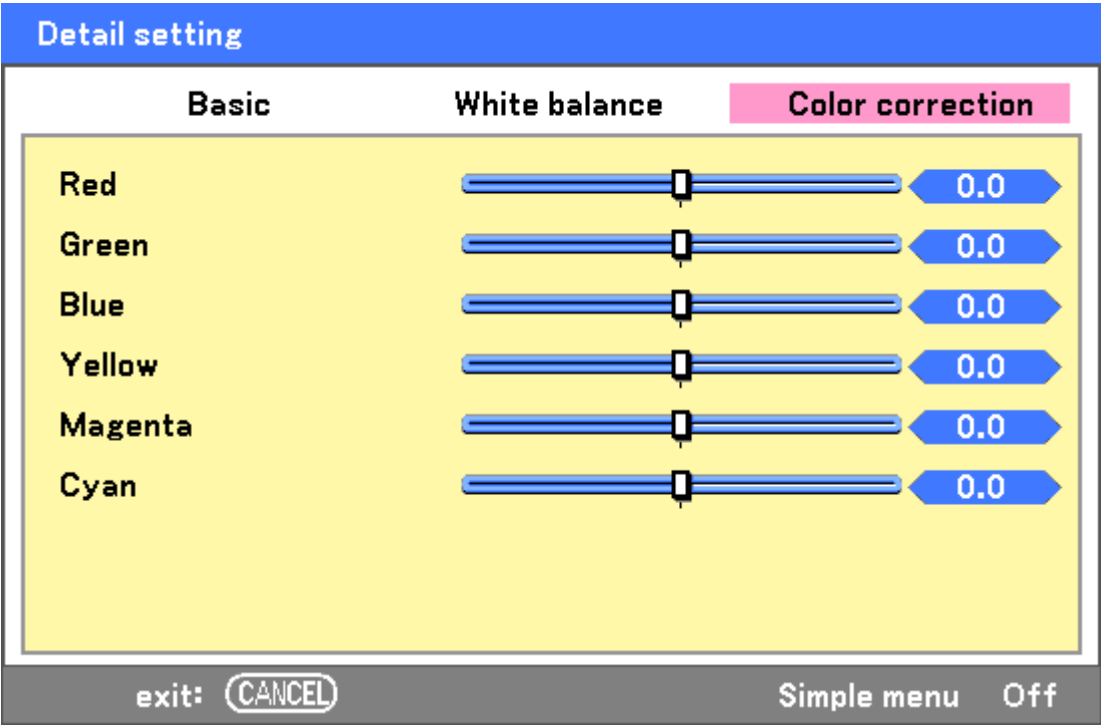 Detail setting
Basic White balance Color correction
Red 0.0
Green 0.0
Blue 0.0
Yellow 0.0
Magenta 0.0
Cyan 0.0
exit: CANCEL Simple menu Off